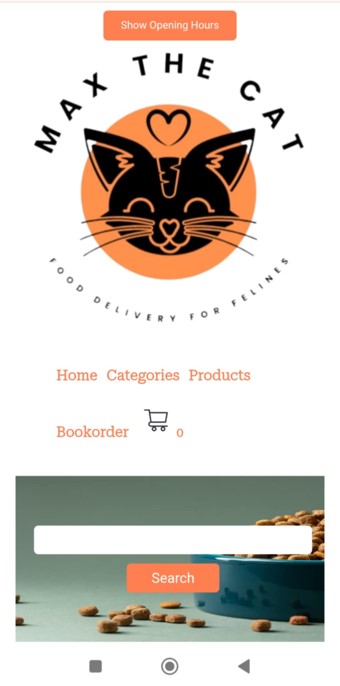 Show Opening Hours
MAX THE CAT
FOOD DELIVERY FOR FELINES
Home Categories Products
Bookorder 0
Search